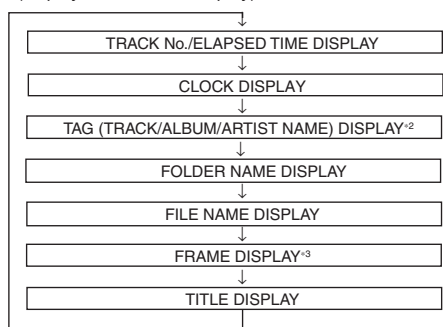 TRACK No./ELAPSED TIME DISPLAY
↓
CLOCK DISPLAY
↓
TAG (TRACK/ALBUM/ARTIST NAME) DISPLAY*2
↓
FOLDER NAME DISPLAY
↓
FILE NAME DISPLAY
↓
FRAME DISPLAY*3
↓
TITLE DISPLAY